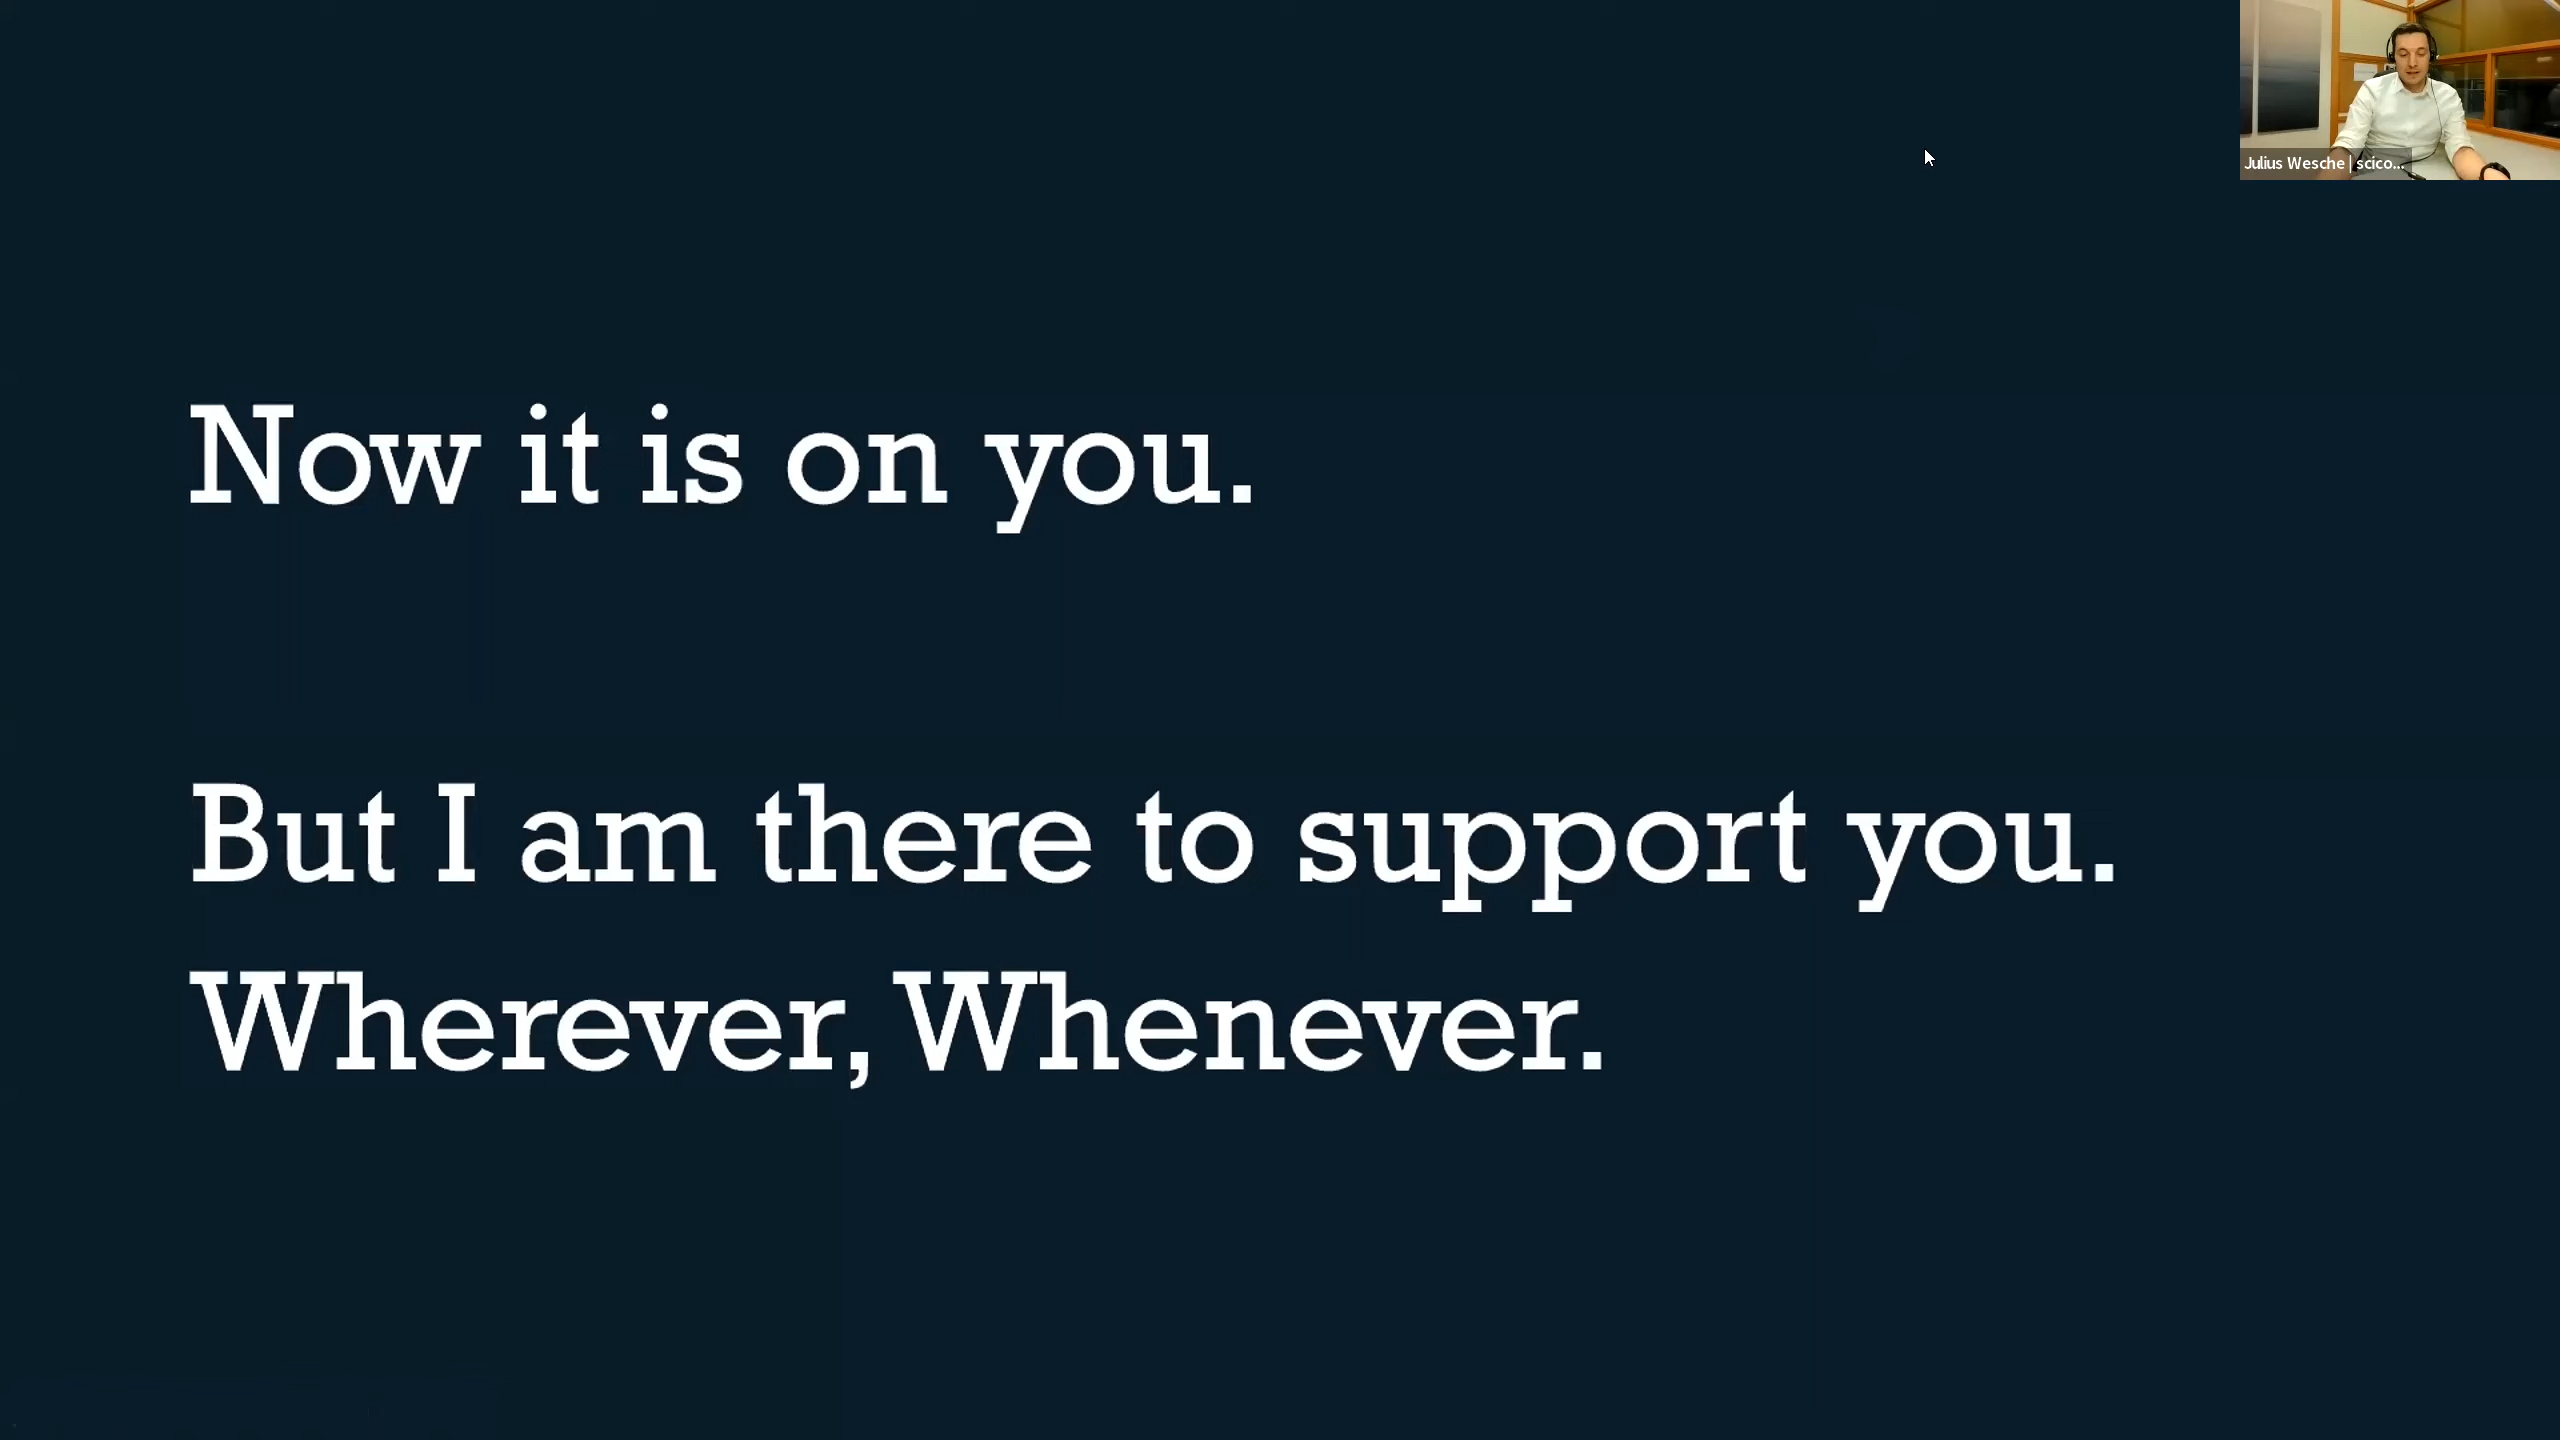 Julius Wesche | scico...
Now it is on you.
But I am there to support you.
Wherever, Whenever.